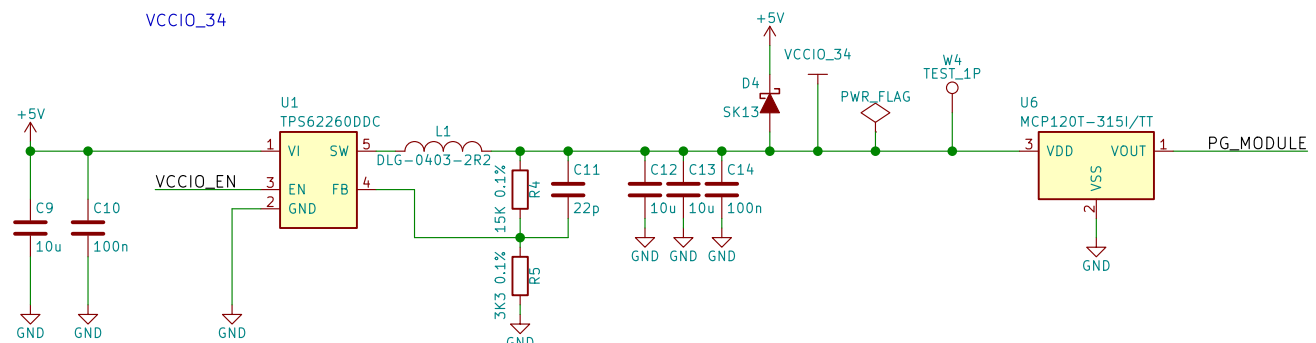 VCCIO_34
+5V
VCCIO_34
W4
TEST_1P
D4
SK13
PWR_FLAG
+5V
U1
TPS62260DDC
U6
MCP120T-315I/TT
L1
DLG-0403-2R2
1 VI SW 5
3 VDD VOUT 1
PG_MODULE
VCCIO_EN
3 EN FB 4
2 GND
VSS
2
C9
10u
C10
100n
15K 0.1%
R4
C11
22p
C12
10u
C13
10u
C14
100n
GND GND GND
GND
3K3 0.1%
R5
GND GND GND
GND